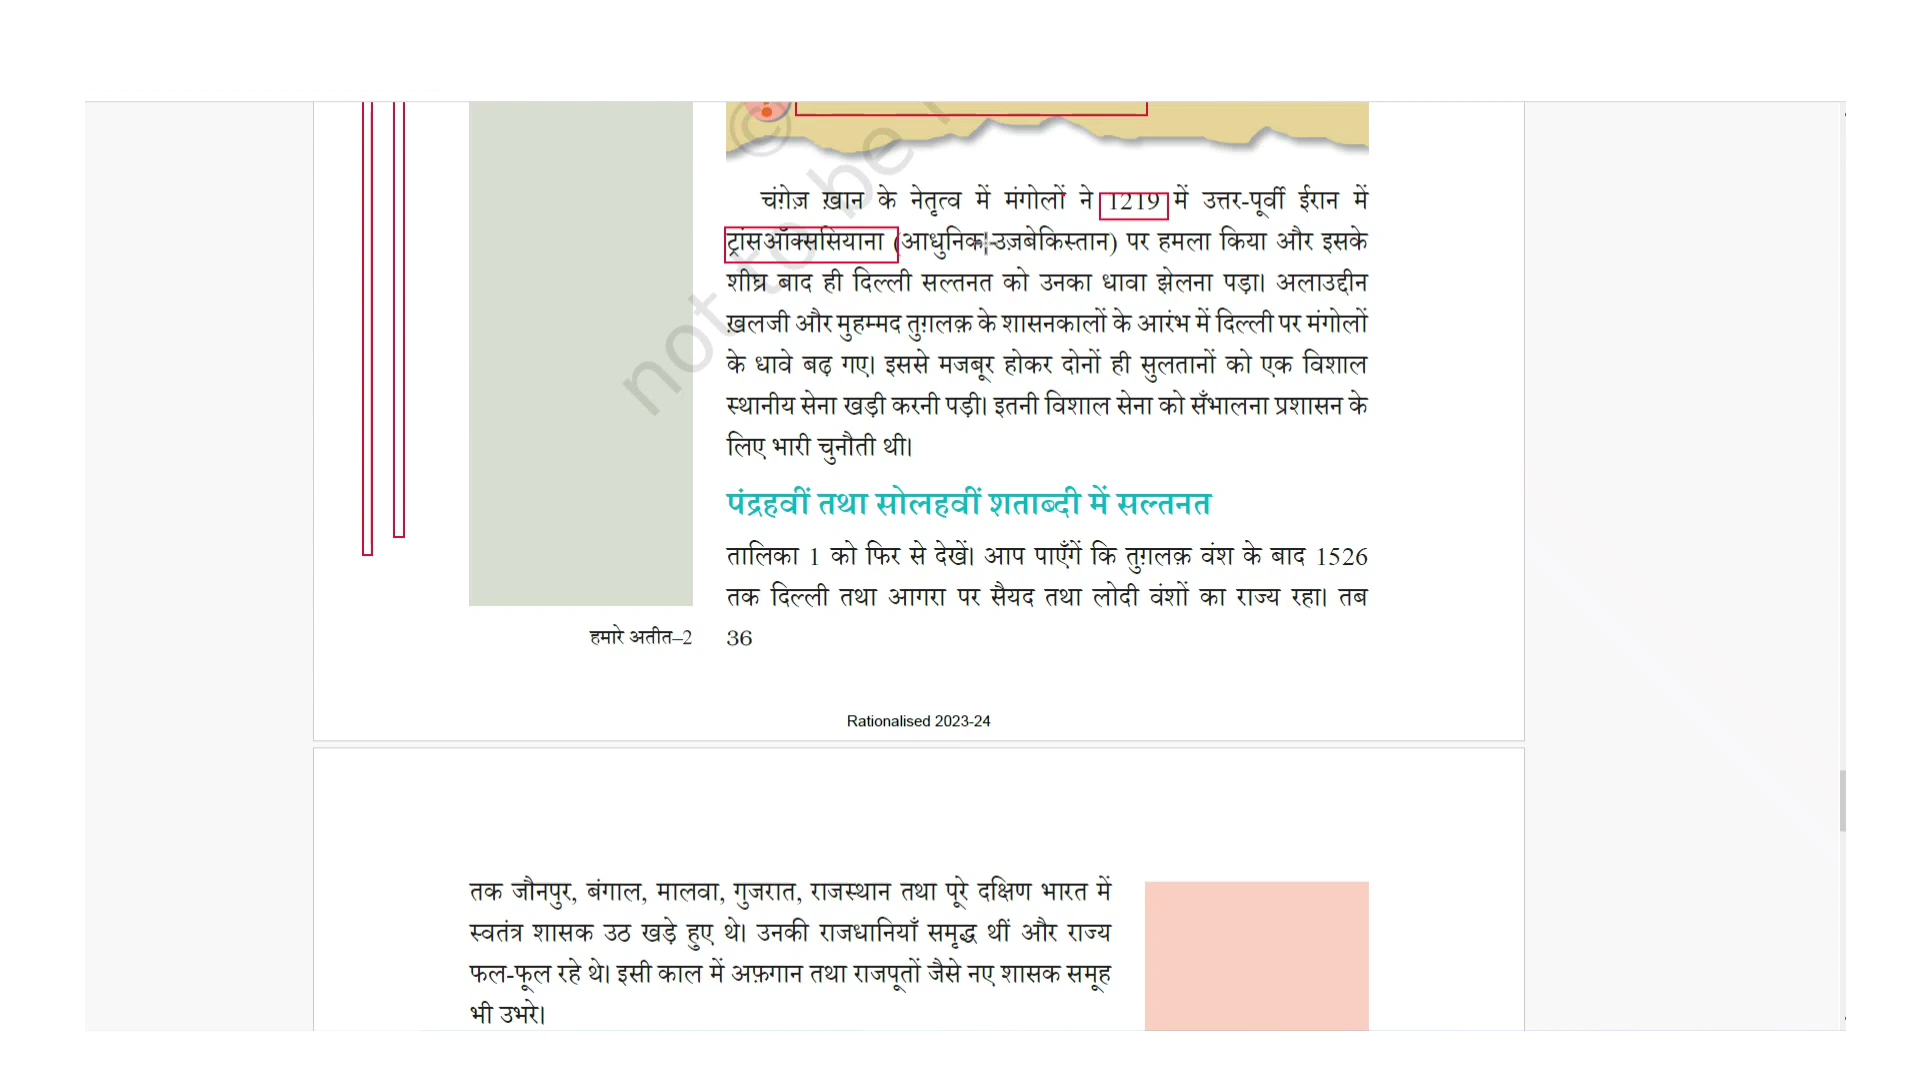 चंग़ेज़ ख़ान के नेतृत्व में मंगोलों ने 1219 में उत्तर-पूर्वी ईरान में
ट्रांसऑक्ससियाना (आधुनिक उज़बेकिस्तान) पर हमला किया और इसके
शीघ्र बाद ही दिल्ली सल्तनत को उनका धावा झेलना पड़ा। अलाउद्दीन
ख़लजी और मुहम्मद तुग़लक़ के शासनकालों के आरंभ में दिल्ली पर मंगोलों
के धावे बढ़ गए। इससे मजबूर होकर दोनों ही सुलतानों को एक विशाल
स्थानीय सेना खड़ी करनी पड़ी। इतनी विशाल सेना को सँभालना प्रशासन के
लिए भारी चुनौती थी।
पंद्रहवीं तथा सोलहवीं शताब्दी में सल्तनत
तालिका 1 को फिर से देखें। आप पाएँगें कि तुग़लक़ वंश के बाद 1526
तक दिल्ली तथा आगरा पर सैयद तथा लोदी वंशों का राज्य रहा। तब
हमारे अतीत–2 36
Rationalised 2023-24
तक जौनपुर, बंगाल, मालवा, गुजरात, राजस्थान तथा पूरे दक्षिण भारत में
स्वतंत्र शासक उठ खड़े हुए थे। उनकी राजधानियाँ समृद्ध थीं और राज्य
फल-फूल रहे थे। इसी काल में अफ़गान तथा राजपूतों जैसे नए शासक समूह
भी उभरे।
©
not to be